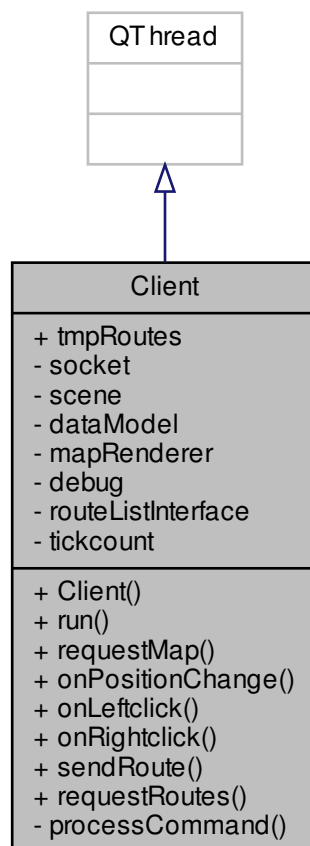 QThread
Client
+ tmpRoutes
- socket
- scene
- dataModel
- mapRenderer
- debug
- routeListInterface
- tickcount
+ Client()
+ run()
+ requestMap()
+ onPositionChange()
+ onLeftclick()
+ onRightclick()
+ sendRoute()
+ requestRoutes()
- processCommand()